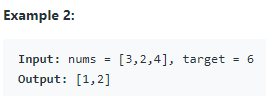 Example 2:
Input: nums = [3,2,4], target = 6
Output: [1,2]